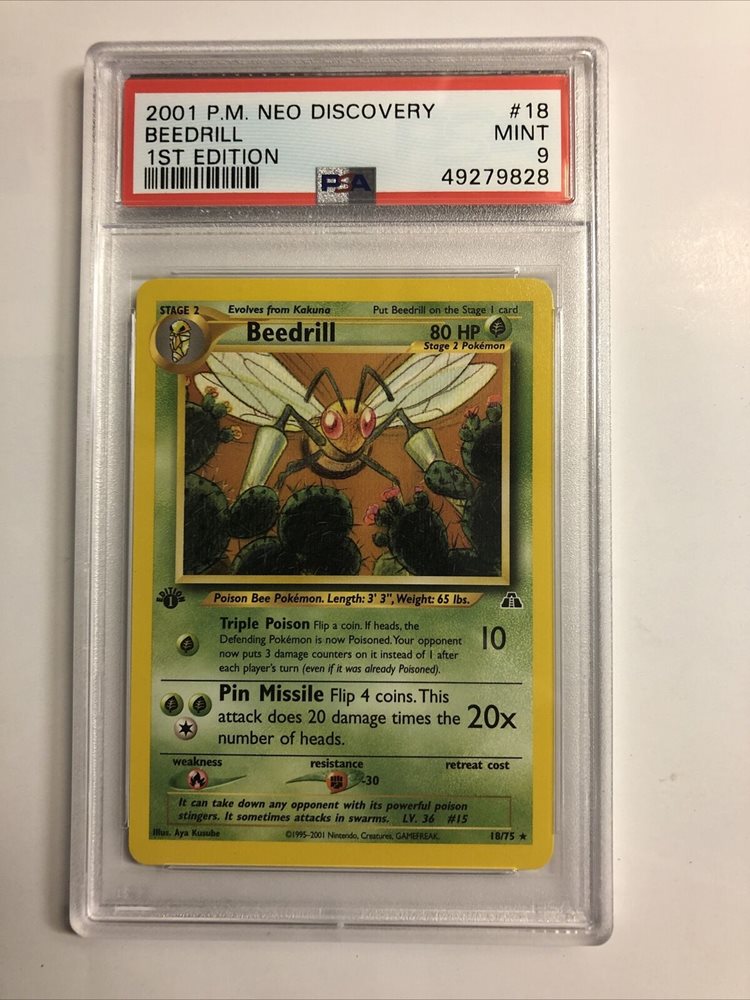 2001 P.M. NEO DISCOVERY #18
BEEDRILL MINT
1ST EDITION 9
PSA 49279828
STAGE 2 Evolves from Kakuna Put Beedrill on the Stage 1 card
Beedrill 80 HP
Stage 2 Pokémon
EDITION 1
Poison Bee Pokémon. Length: 3' 3", Weight: 65 lbs.
Triple Poison Flip a coin. If heads, the
Defending Pokémon is now Poisoned. Your opponent
now puts 3 damage counters on it instead of 1 after
each player's turn (even if it was already Poisoned).
10
Pin Missile Flip 4 coins. This
attack does 20 damage times the
number of heads.
20x
weakness resistance retreat cost
-30
It can take down any opponent with its powerful poison
stingers. It sometimes attacks in swarms. LV. 36 #15
Illus. Aya Kusube ©1995-2001 Nintendo, Creatures, GAMEFREAK. 18/75 ★